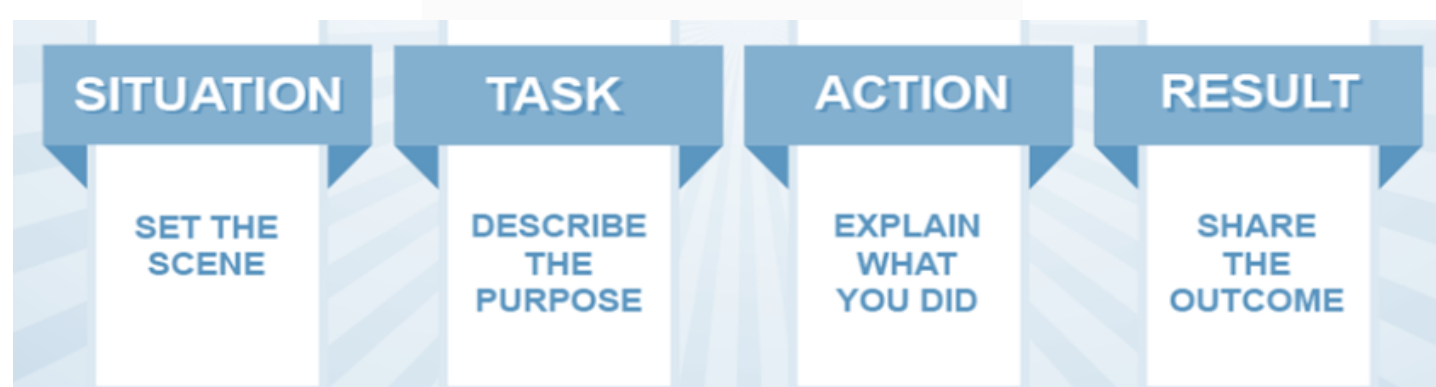 SITUATION
SET THE
SCENE
TASK
DESCRIBE
THE
PURPOSE
ACTION
EXPLAIN
WHAT
YOU DID
RESULT
SHARE
THE
OUTCOME